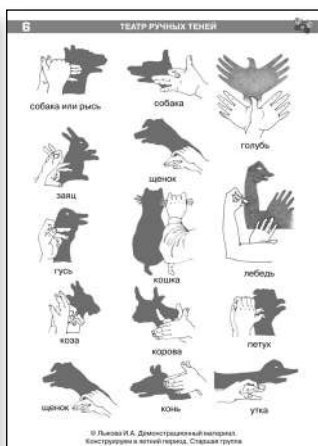 6
ТЕАТР РУЧНЫХ ТЕНЕЙ
собака или рысь
собака
голубь
заяц
щенок
гусь
кошка
лебедь
коза
корова
петух
щенок
конь
утка
© Лыкова И.А. Демонстрационный материал.
Конструируем в летний период. Старшая группа